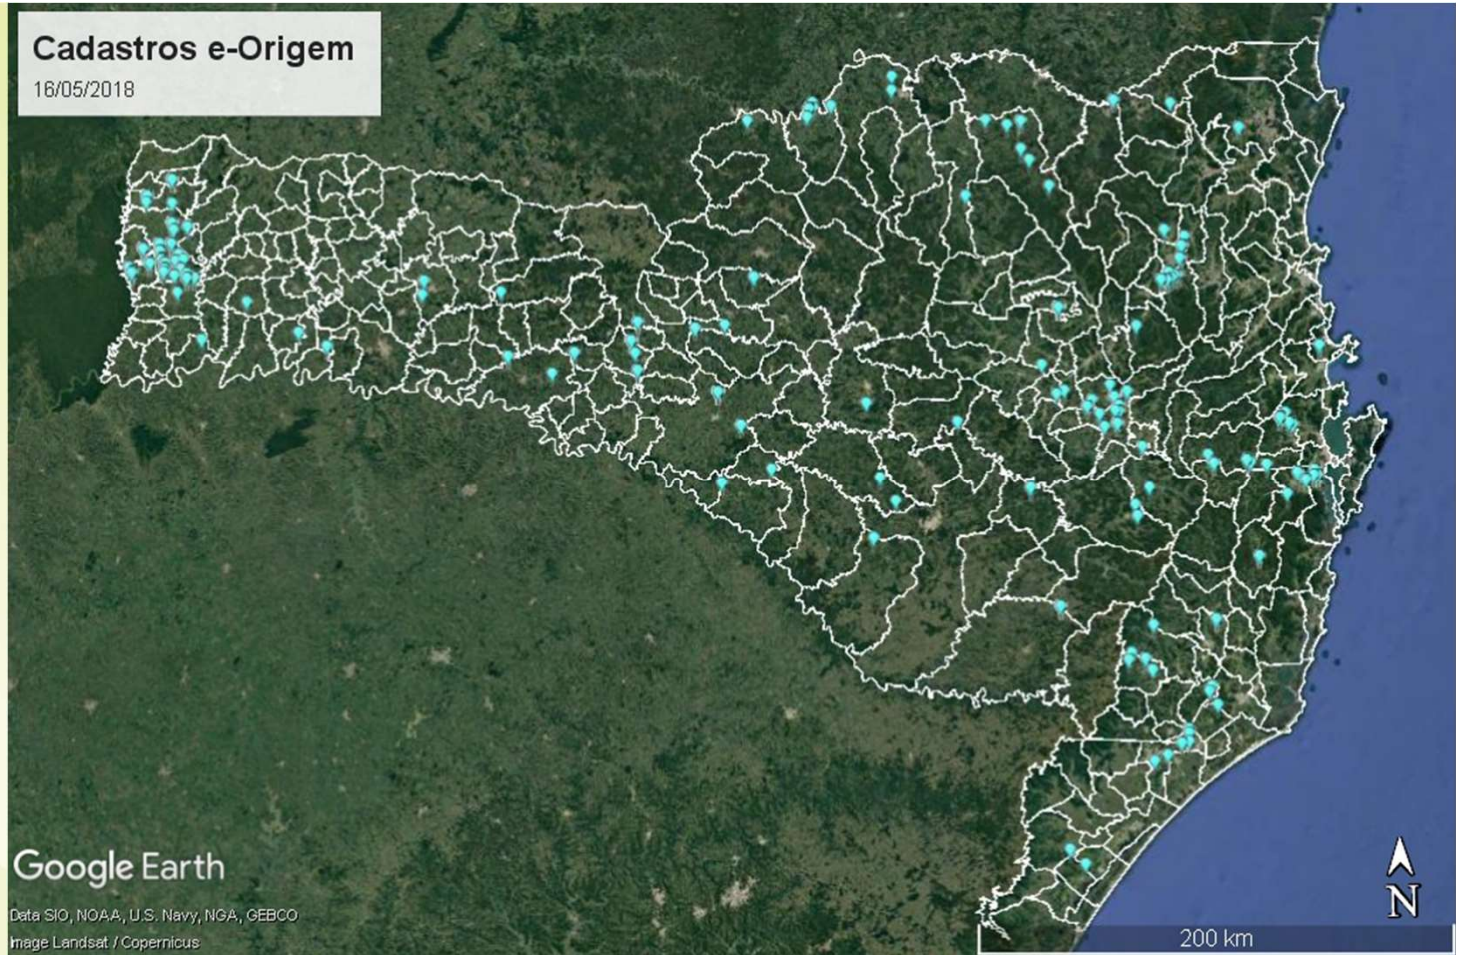 Cadastros e-Origem
16/05/2018
Google Earth
Data SIO, NOAA, U.S. Navy, NGA, GEBCO
Image Landsat / Copernicus
N
200 km